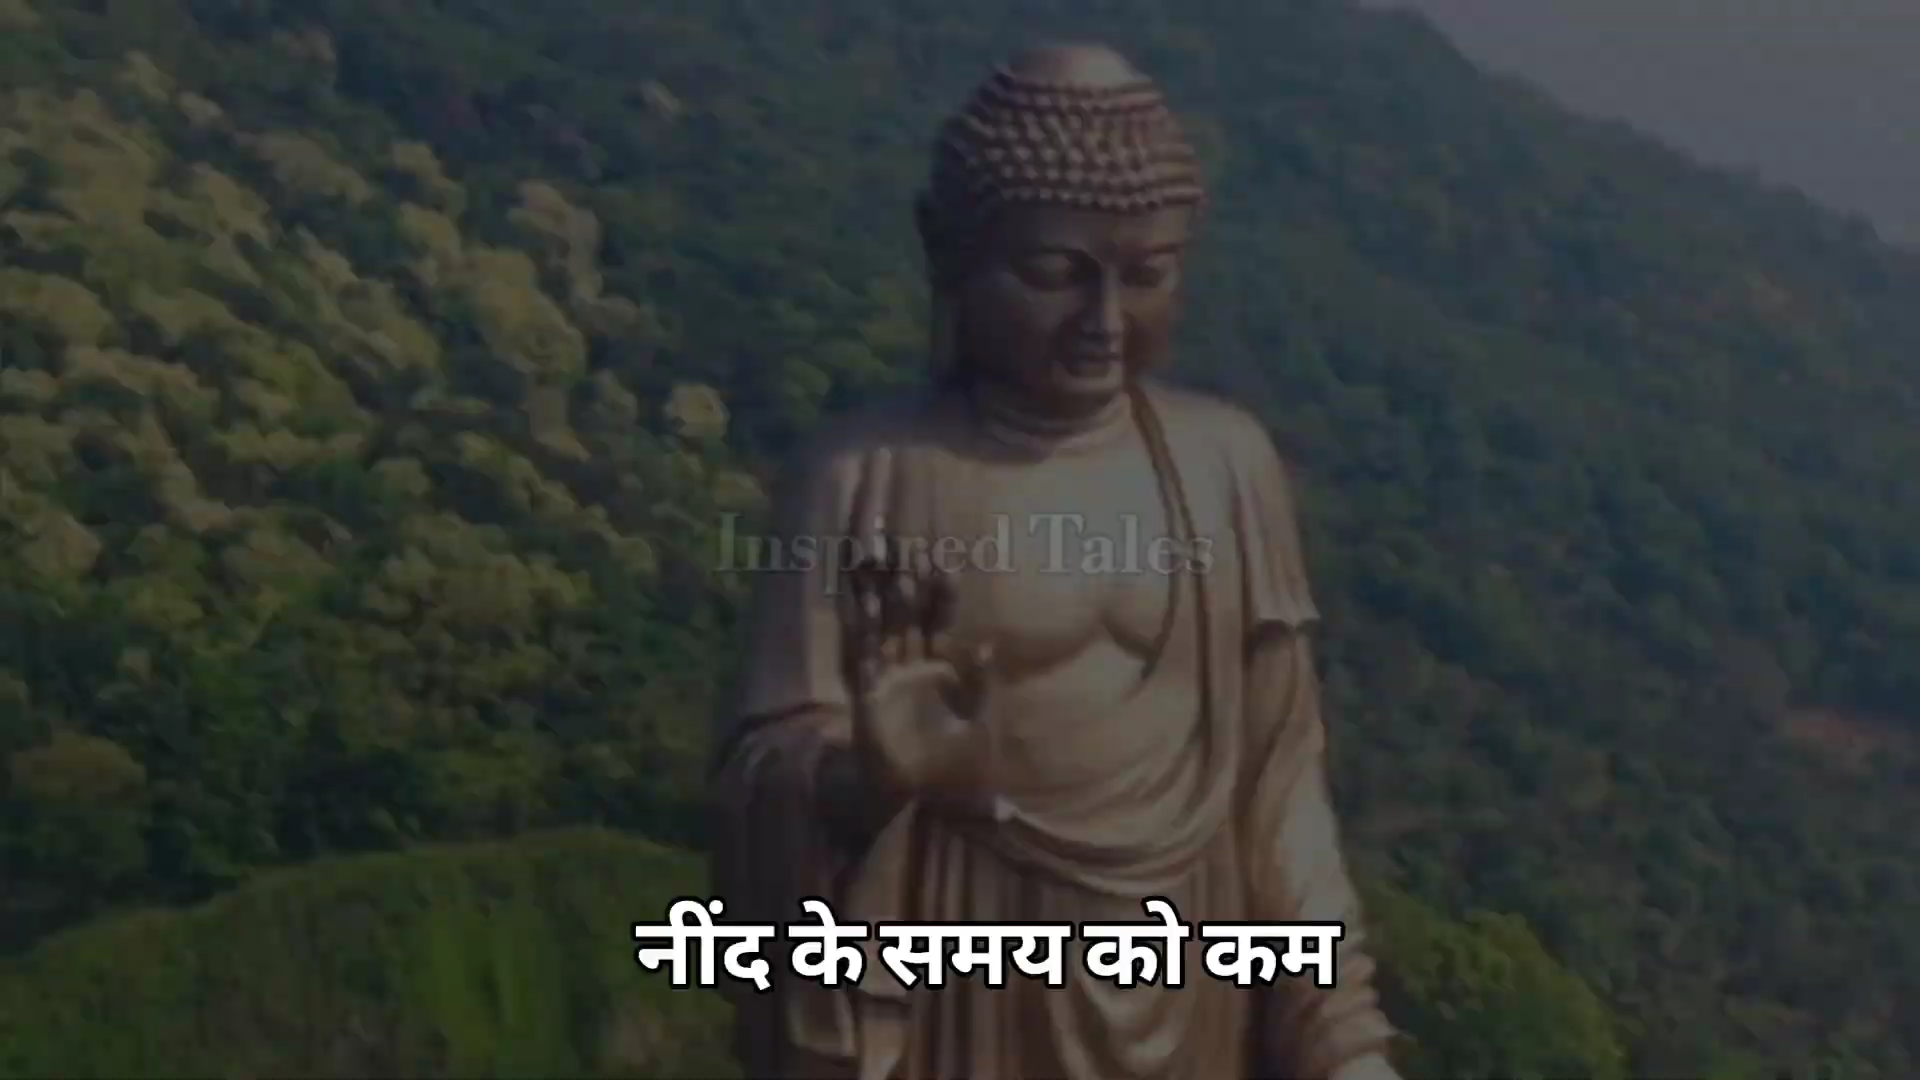 Inspired Tales
नींद के समय को कम